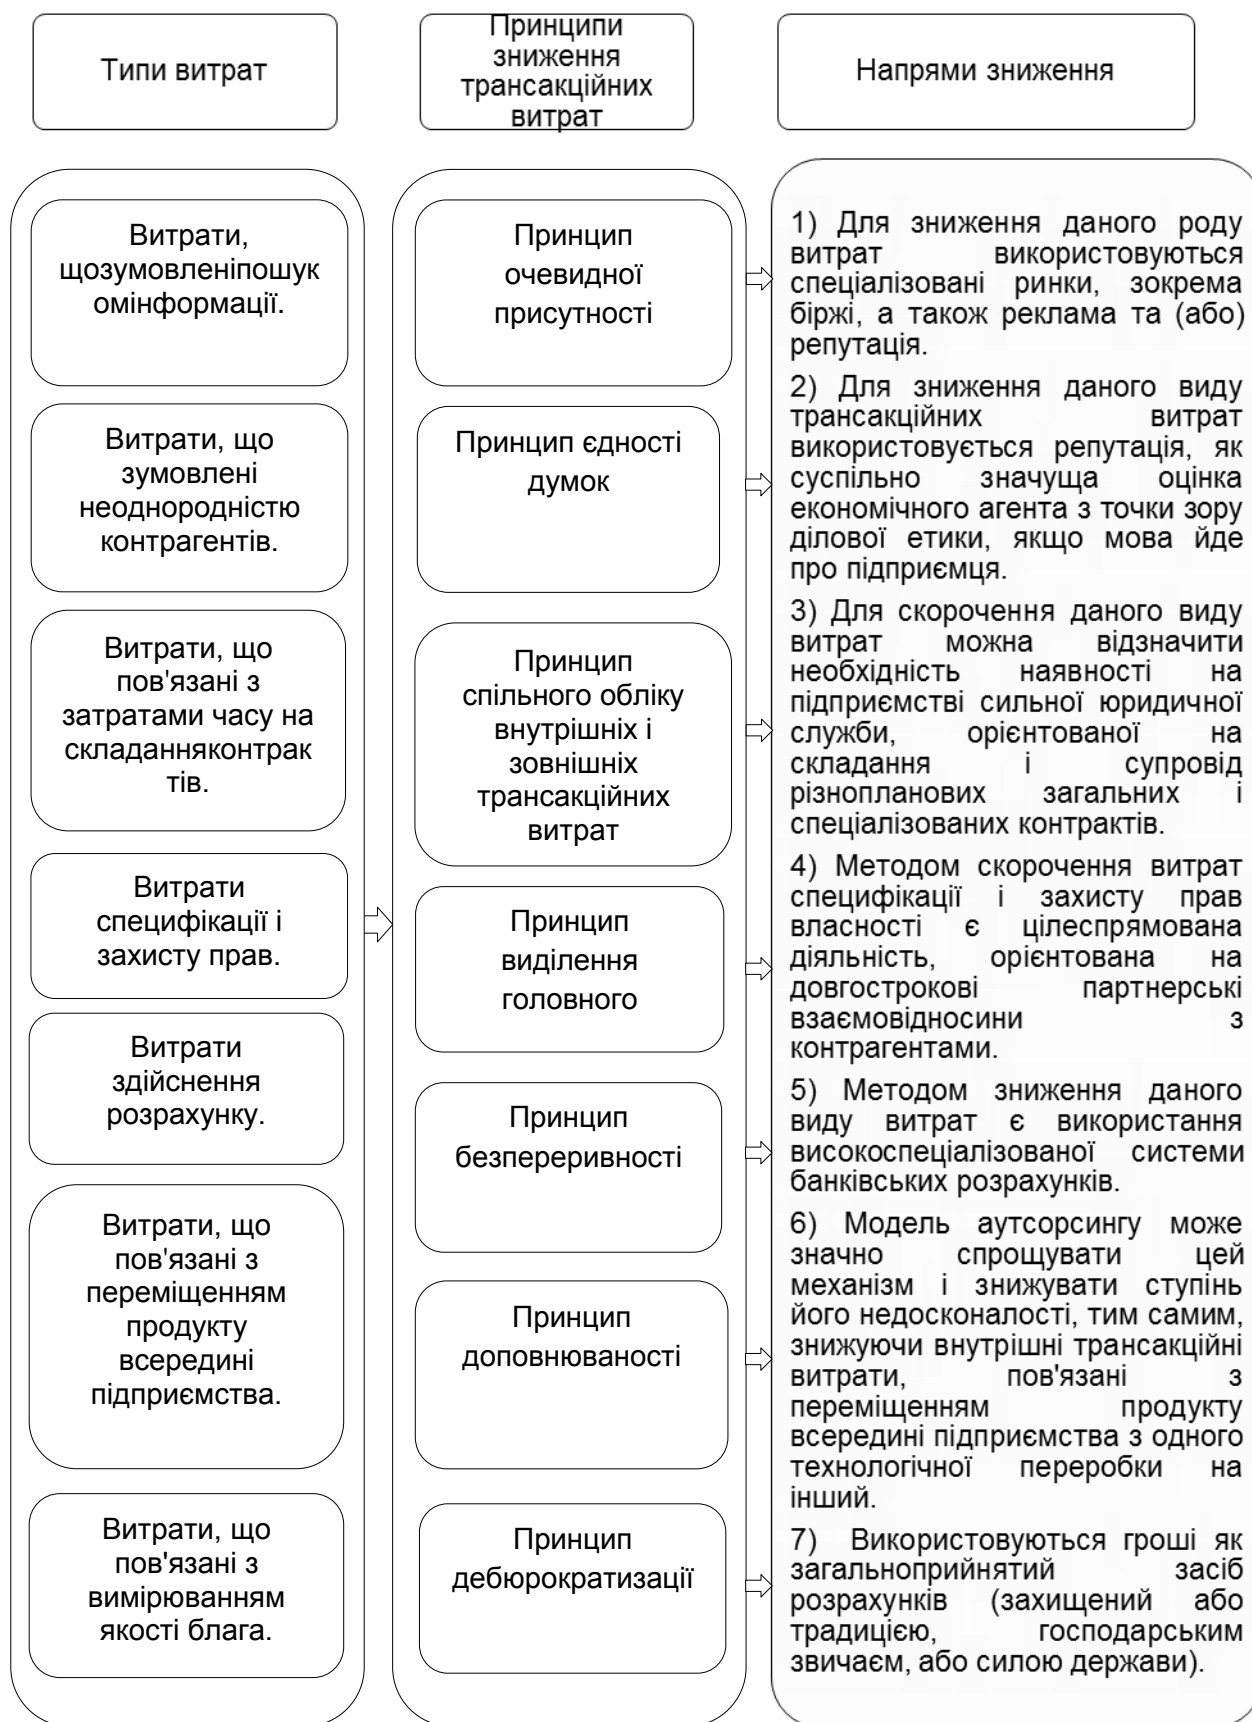 Типи витрат
Принципи
зниження
трансакційних
витрат
Напрями зниження
Витрати,
щозумовленіпошук
омінформації.
Витрати, що
зумовлені
неоднородністю
контрагентів.
Витрати, що
пов'язані з
затратами часу на
складанняконтрак
тів.
Витрати
специфікації і
захисту прав.
Витрати
здійснення
розрахунку.
Витрати, що
пов'язані з
переміщенням
продукту
всередині
підприємства.
Витрати, що
пов'язані з
вимірюванням
якості блага.
Принцип
очевидної
присутності
Принцип єдності
думок
Принцип
спільного обліку
внутрішніх і
зовнішніх
трансакційних
витрат
Принцип
виділення
головного
Принцип
безпереривності
Принцип
доповнюваності
Принцип
дебюрократизації
1) Для зниження даного роду
витрат використовуються
спеціалізовані ринки, зокрема
біржі, а також реклама та (або)
репутація.
2) Для зниження даного виду
трансакційних витрат
використовується репутація, як
суспільно значуща оцінка
економічного агента з точки зору
ділової етики, якщо мова йде
про підприємця.
3) Для скорочення даного виду
витрат можна відзначити
необхідність наявності на
підприємстві сильної юридичної
служби, орієнтованої на
складання і супровід
різнопланових загальних і
спеціалізованих контрактів.
4) Методом скорочення витрат
специфікації і захисту прав
власності є цілеспрямована
діяльність, орієнтована на
довгострокові партнерські
взаємовідносини з
контрагентами.
5) Методом зниження даного
виду витрат є використання
високоспеціалізованої системи
банківських розрахунків.
6) Модель аутсорсингу може
значно спрощувати цей
механізм і знижувати ступінь
його недосконалості, тим самим,
знижуючи внутрішні трансакційні
витрати, пов'язані з
переміщенням продукту
всередині підприємства з одного
технологічної переробки на
інший.
7) Використовуються гроші як
загальноприйнятий засіб
розрахунків (захищений або
традицією, господарським
звичаєм, або силою держави).